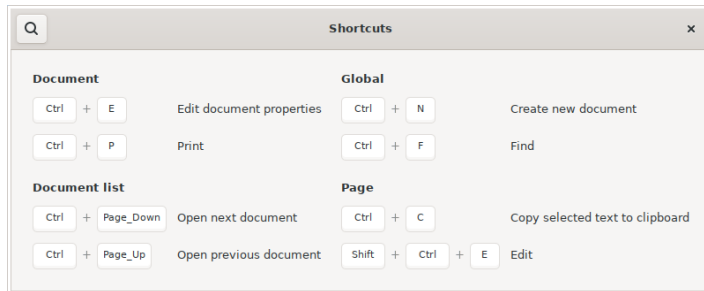 Shortcuts ×
Document
Ctrl + E Edit document properties
Ctrl + P Print
Document list
Ctrl + Page_Down Open next document
Ctrl + Page_Up Open previous document
Global
Ctrl + N Create new document
Ctrl + F Find
Page
Ctrl + C Copy selected text to clipboard
Shift + Ctrl + E Edit